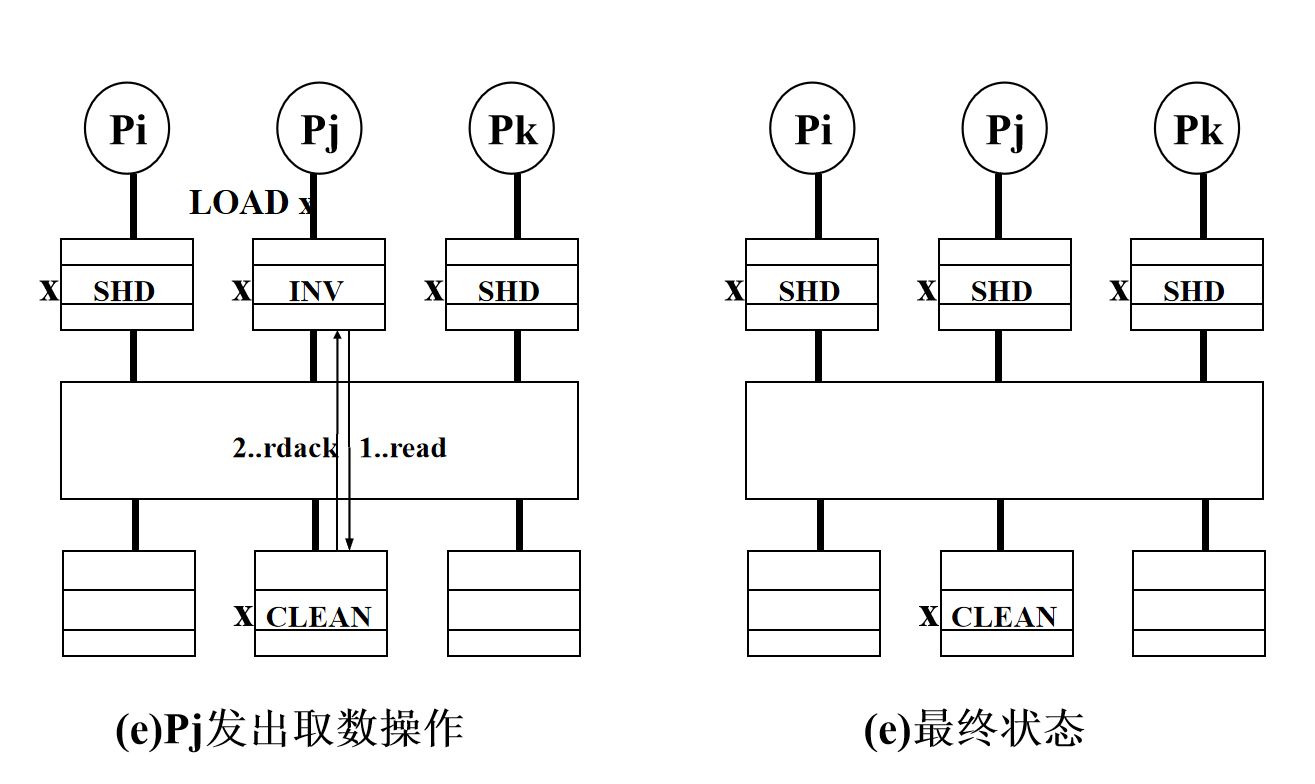 Pi Pj Pk Pi Pj Pk
LOAD x
x SHD x INV x SHD x SHD x SHD x SHD
2..rdack 1..read
x CLEAN x CLEAN
(e)Pj发出取数操作 (e)最终状态